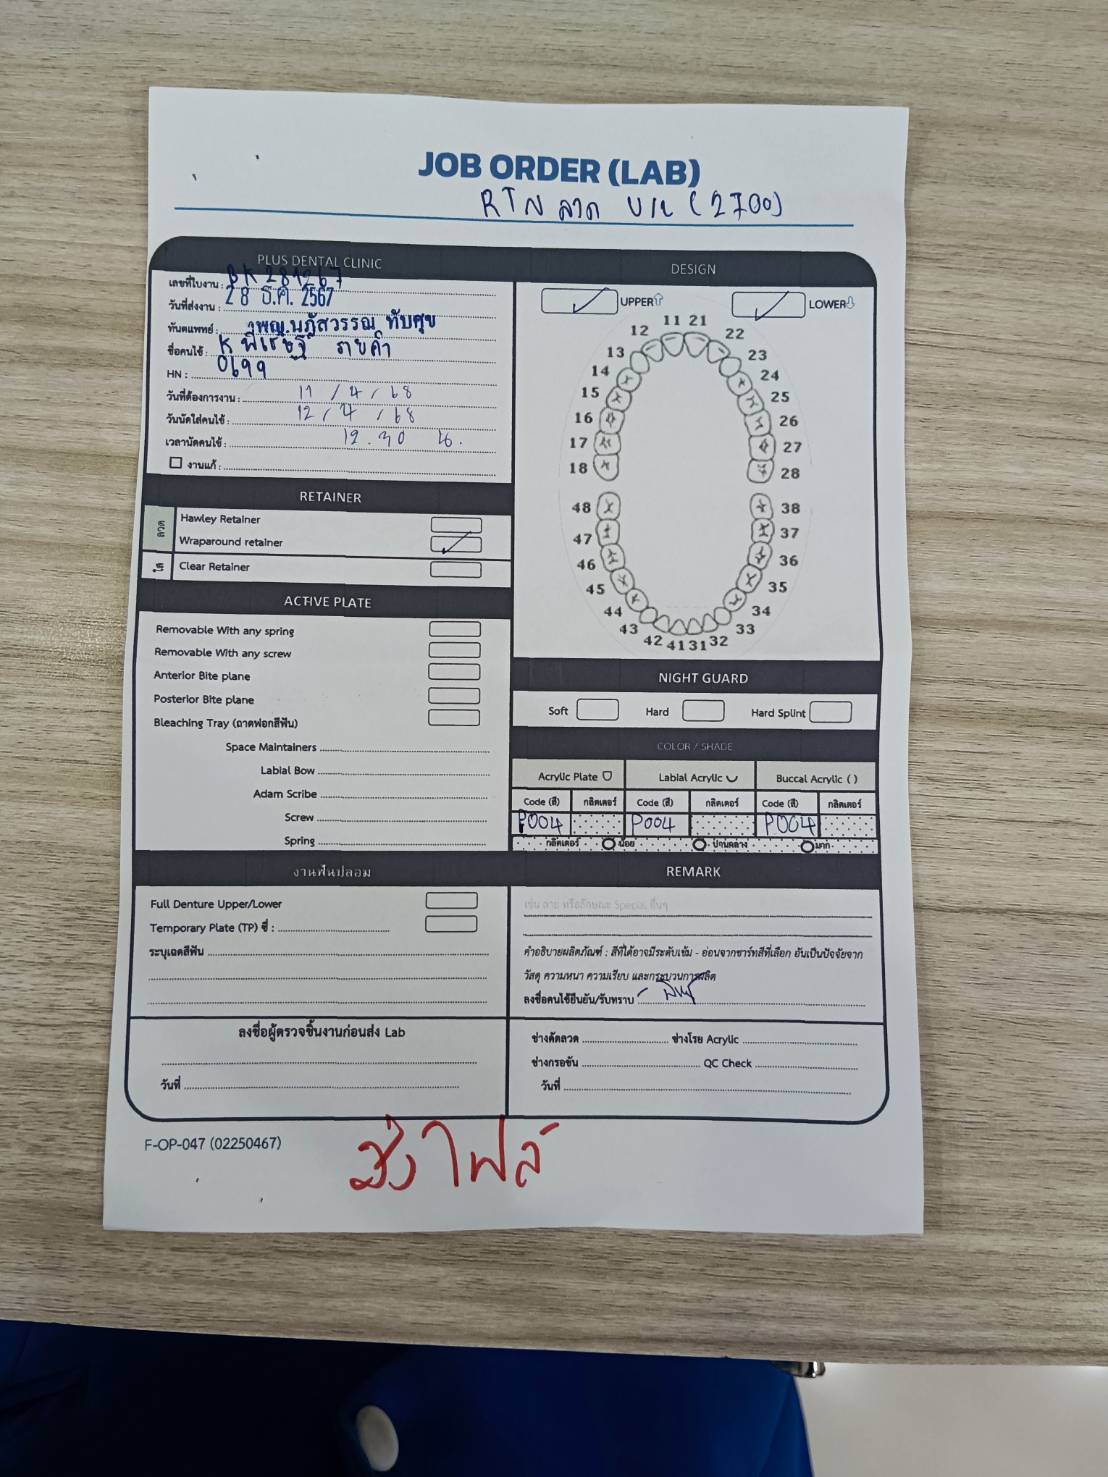 JOB ORDER (LAB)
RTN ลวด U/L (2700)
PLUS DENTAL CLINIC
เลขที่ใบงาน : BK 281267
วันที่ส่งงาน : 28 ธ.ค. 2567
ทันตแพทย์ : ทพญ.นภัสวรรณ ทับศุข
ชื่อคนไข้ : K
HN : 0699
วันที่ต้องการงาน : 11 / 4 / 68
วันนัดใส่คนไข้ : 12 / 4 / 68
เวลานัดคนไข้ : 12.30 น.
งานแก้ :
RETAINER
ลวด
Hawley Retainer
Wraparound retainer
ใส
Clear Retainer
ACTIVE PLATE
Removable With any spring
Removable With any screw
Anterior Bite plane
Posterior Bite plane
Bleaching Tray (ถาดฟอกสีฟัน)
Space Maintainers
Labial Bow
Adam Scribe
Screw
Spring
งานฟันปลอม
Full Denture Upper/Lower
Temporary Plate (TP) ซี่ :
ระบุเฉดสีฟัน
ลงชื่อผู้ตรวจชิ้นงานก่อนส่ง Lab
วันที่
DESIGN
UPPER LOWER
11 21
12 22
13 23
14 24
15 25
16 26
17 27
18 28
48 38
47 37
46 36
45 35
44 34
43 33
42 41 31 32
NIGHT GUARD
Soft Hard Hard Splint
COLOR / SHADE
Acrylic Plate Labial Acrylic Buccal Acrylic ( )
Code (สี) กลิตเตอร์ Code (สี) กลิตเตอร์ Code (สี) กลิตเตอร์
P004 P004 P004
กลิตเตอร์ น้อย ปานกลาง มาก
REMARK
เช่น ลาย หรือลักษณะ Special อื่นๆ
คำอธิบายผลิตภัณฑ์ : สีที่ได้อาจมีระดับเข้ม - อ่อนจากชาร์ทสีที่เลือก อันเป็นปัจจัยจาก
วัสดุ ความหนา ความเรียบ และกระบวนการผลิต
ลงชื่อคนไข้ยืนยัน/รับทราบ
ช่างดัดลวด ช่างโรย Acrylic
ช่างกรอขัน QC Check
วันที่
F-OP-047 (02250467)
ส่งไฟล์